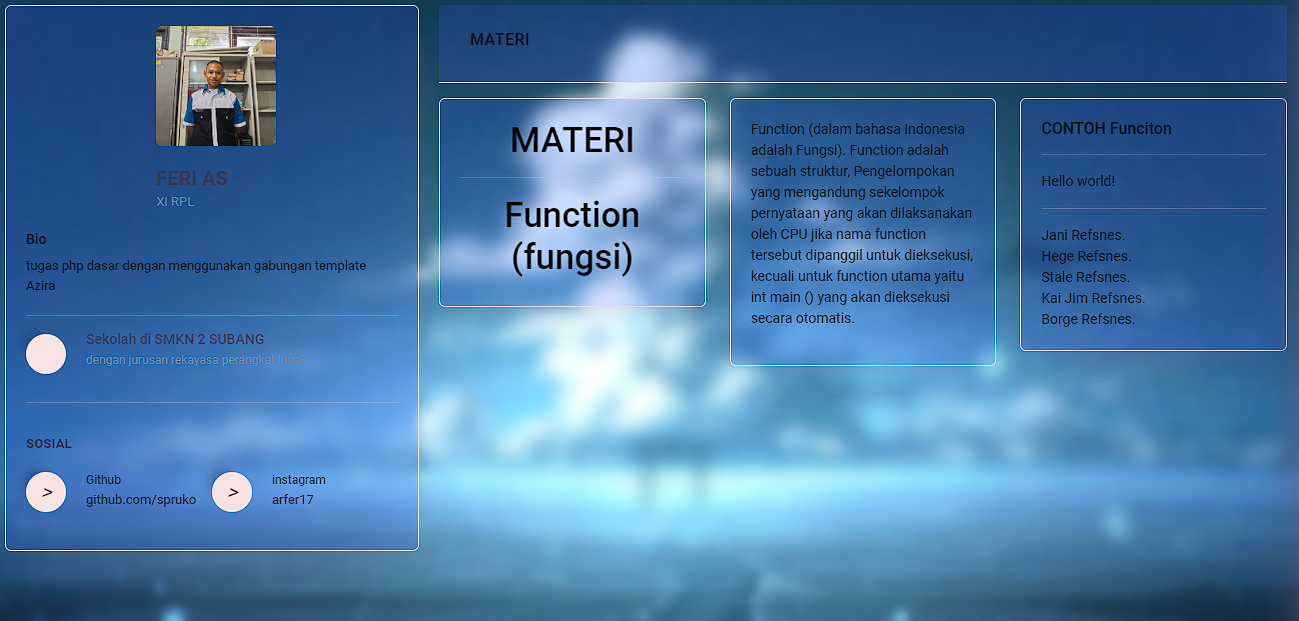 FERI AS
XI RPL
Bio
tugas php dasar dengan menggunakan gabungan template
Azira
Sekolah di SMKN 2 SUBANG
dengan jurusan rekayasa perangkat lunak
SOSIAL
>
Github
github.com/spruko
>
instagram
arfer17
MATERI
MATERI
Function
(fungsi)
Function (dalam bahasa Indonesia
adalah Fungsi). Function adalah
sebuah struktur, Pengelompokan
yang mengandung sekelompok
pernyataan yang akan dilaksanakan
oleh CPU jika nama function
tersebut dipanggil untuk dieksekusi,
kecuali untuk function utama yaitu
int main () yang akan dieksekusi
secara otomatis.
CONTOH Funciton
Hello world!
Jani Refsnes.
Hege Refsnes.
Stale Refsnes.
Kai Jim Refsnes.
Borge Refsnes.